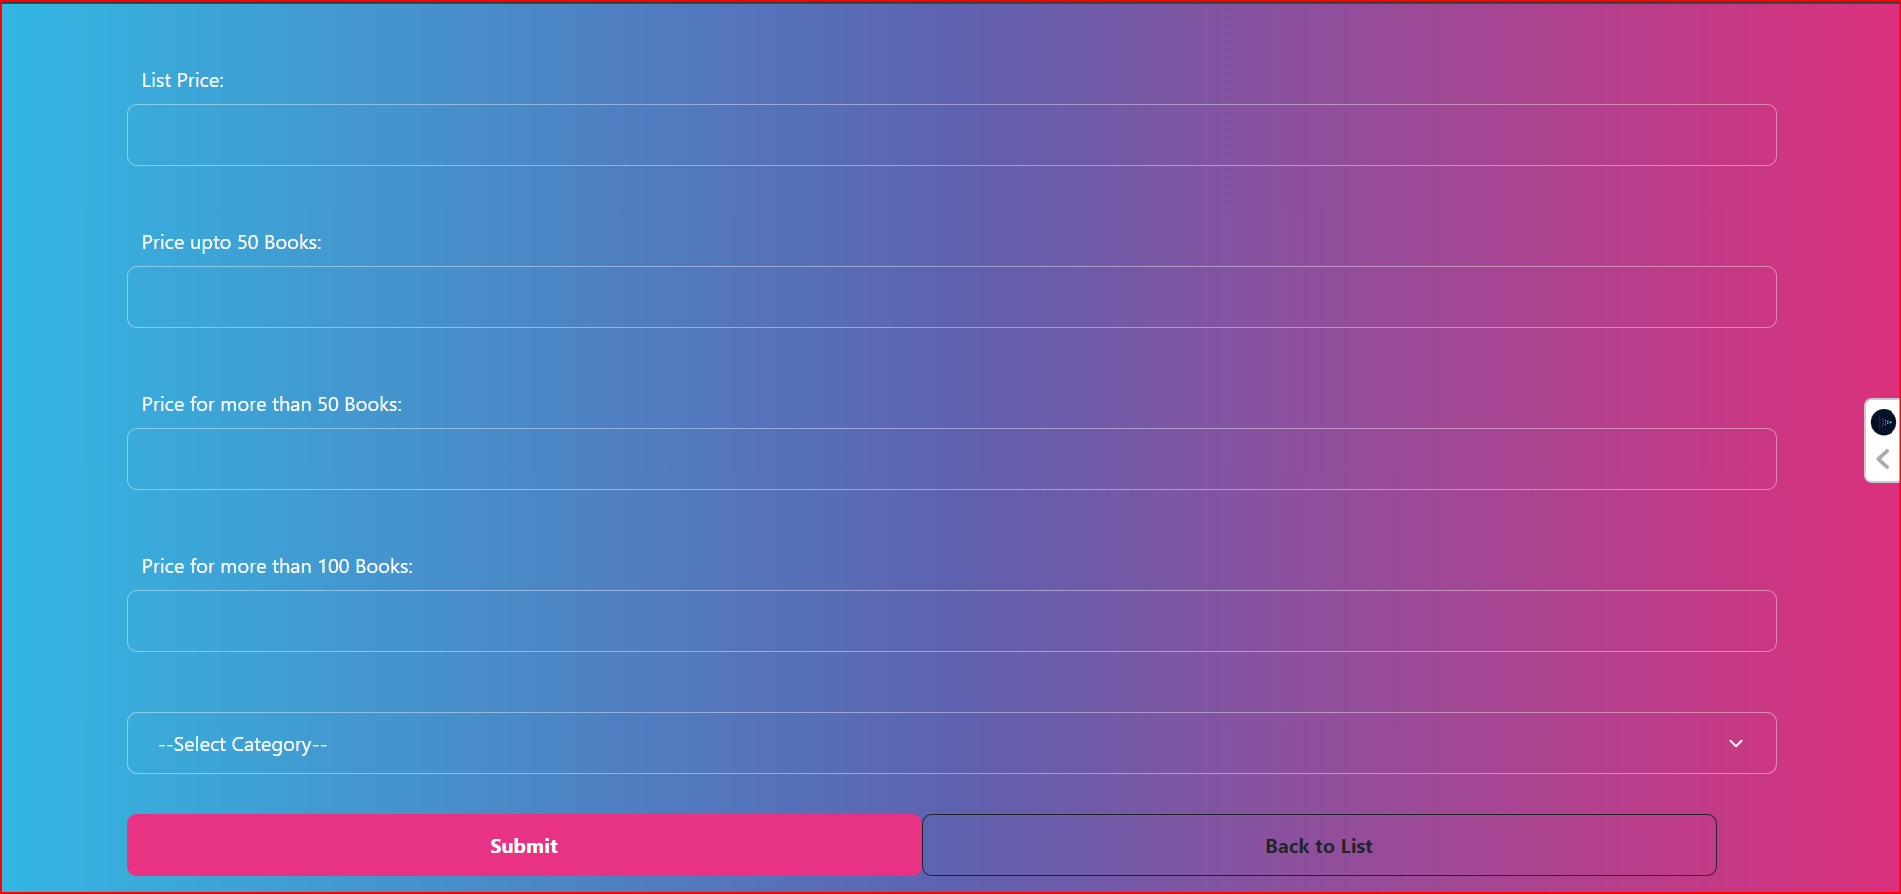 List Price:
Price upto 50 Books:
Price for more than 50 Books:
Price for more than 100 Books:
--Select Category--
Submit
Back to List